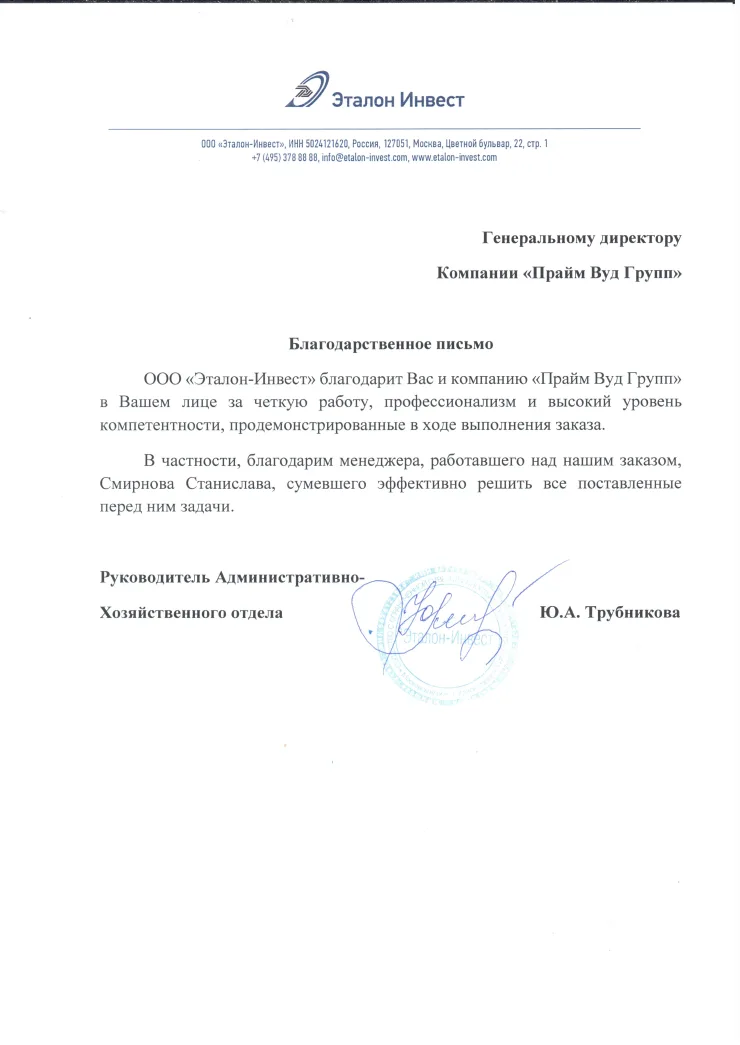 Эталон Инвест
ООО «Эталон-Инвест», ИНН 5024121620, Россия, 127051, Москва, Цветной бульвар, 22, стр. 1
+7 (495) 378 88 88, info@etalon-invest.com, www.etalon-invest.com
Генеральному директору
Компании «Прайм Вуд Групп»
Благодарственное письмо
ООО «Эталон-Инвест» благодарит Вас и компанию «Прайм Вуд Групп»
в Вашем лице за четкую работу, профессионализм и высокий уровень
компетентности, продемонстрированные в ходе выполнения заказа.
В частности, благодарим менеджера, работавшего над нашим заказом,
Смирнова Станислава, сумевшего эффективно решить все поставленные
перед ним задачи.
Руководитель Административно-
Хозяйственного отдела
Ю.А. Трубникова
Эталон-Инвест